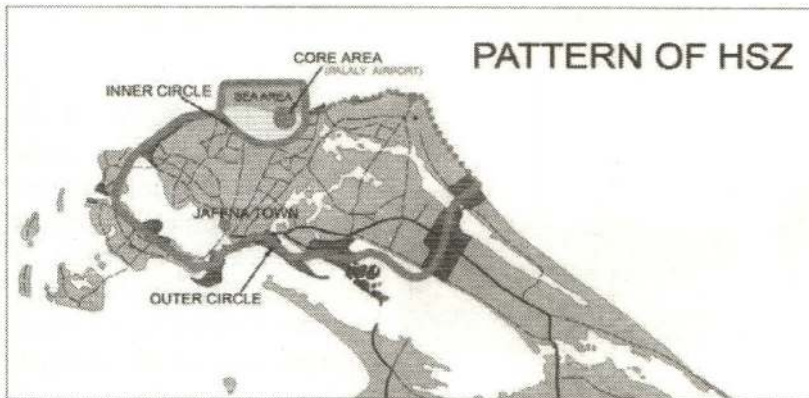 PATTERN OF HSZ
CORE AREA
(PALALY AIRPORT)
INNER CIRCLE
SEA AREA
JAFFNA TOWN
OUTER CIRCLE